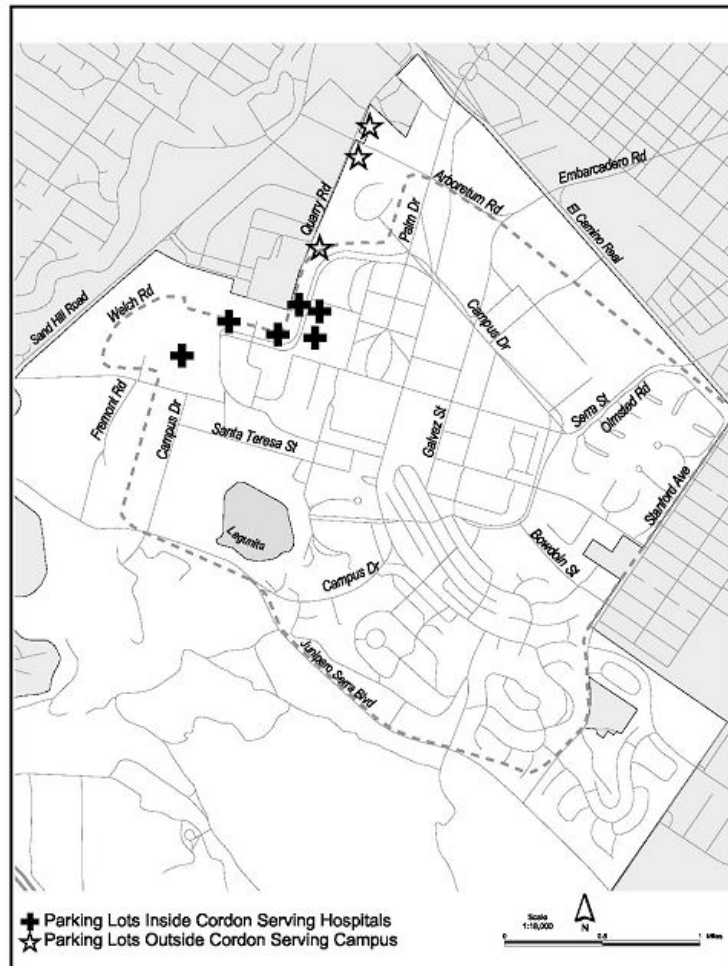 Embarcadero Rd
Arboretum Rd
El Camino Real
Quarry Rd
Palm Dr
Sand Hill Road
Welch Rd
Campus Dr
Serra St
Olmsted Rd
Fremont Rd
Campus Dr
Santa Teresa St
Galvez St
Stanford Ave
Lagunita
Bowdoin St
Campus Dr
Junipero Serra Blvd
Parking Lots Inside Cordon Serving Hospitals
Parking Lots Outside Cordon Serving Campus
Scale
1:18,000
N
0 0.5 1 Miles